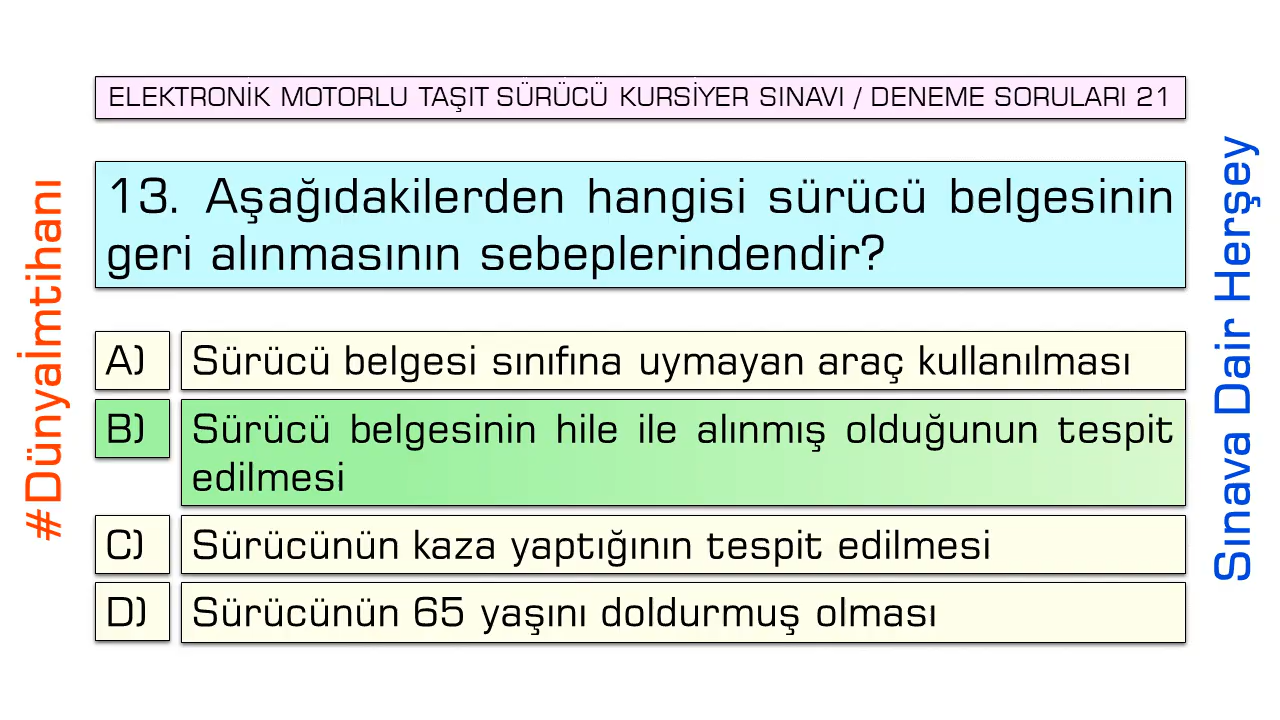 ELEKTRONİK MOTORLU TAŞIT SÜRÜCÜ KURSİYER SINAVI / DENEME SORULARI 21
13. Aşağıdakilerden hangisi sürücü belgesinin
geri alınmasının sebeplerindendir?
A) Sürücü belgesi sınıfına uymayan araç kullanılması
B) Sürücü belgesinin hile ile alınmış olduğunun tespit
edilmesi
C) Sürücünün kaza yaptığının tespit edilmesi
D) Sürücünün 65 yaşını doldurmuş olması
#Dünyaİmtihanı
Sınava Dair Herşey